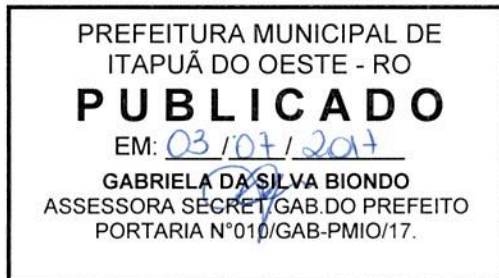 PREFEITURA MUNICIPAL DE
ITAPUÃ DO OESTE - RO
PUBLICADO
EM: 03 / 07 / 2017
GABRIELA DA SILVA BIONDO
ASSESSORA SECRET/GAB.DO PREFEITO
PORTARIA N°010/GAB-PMIO/17.